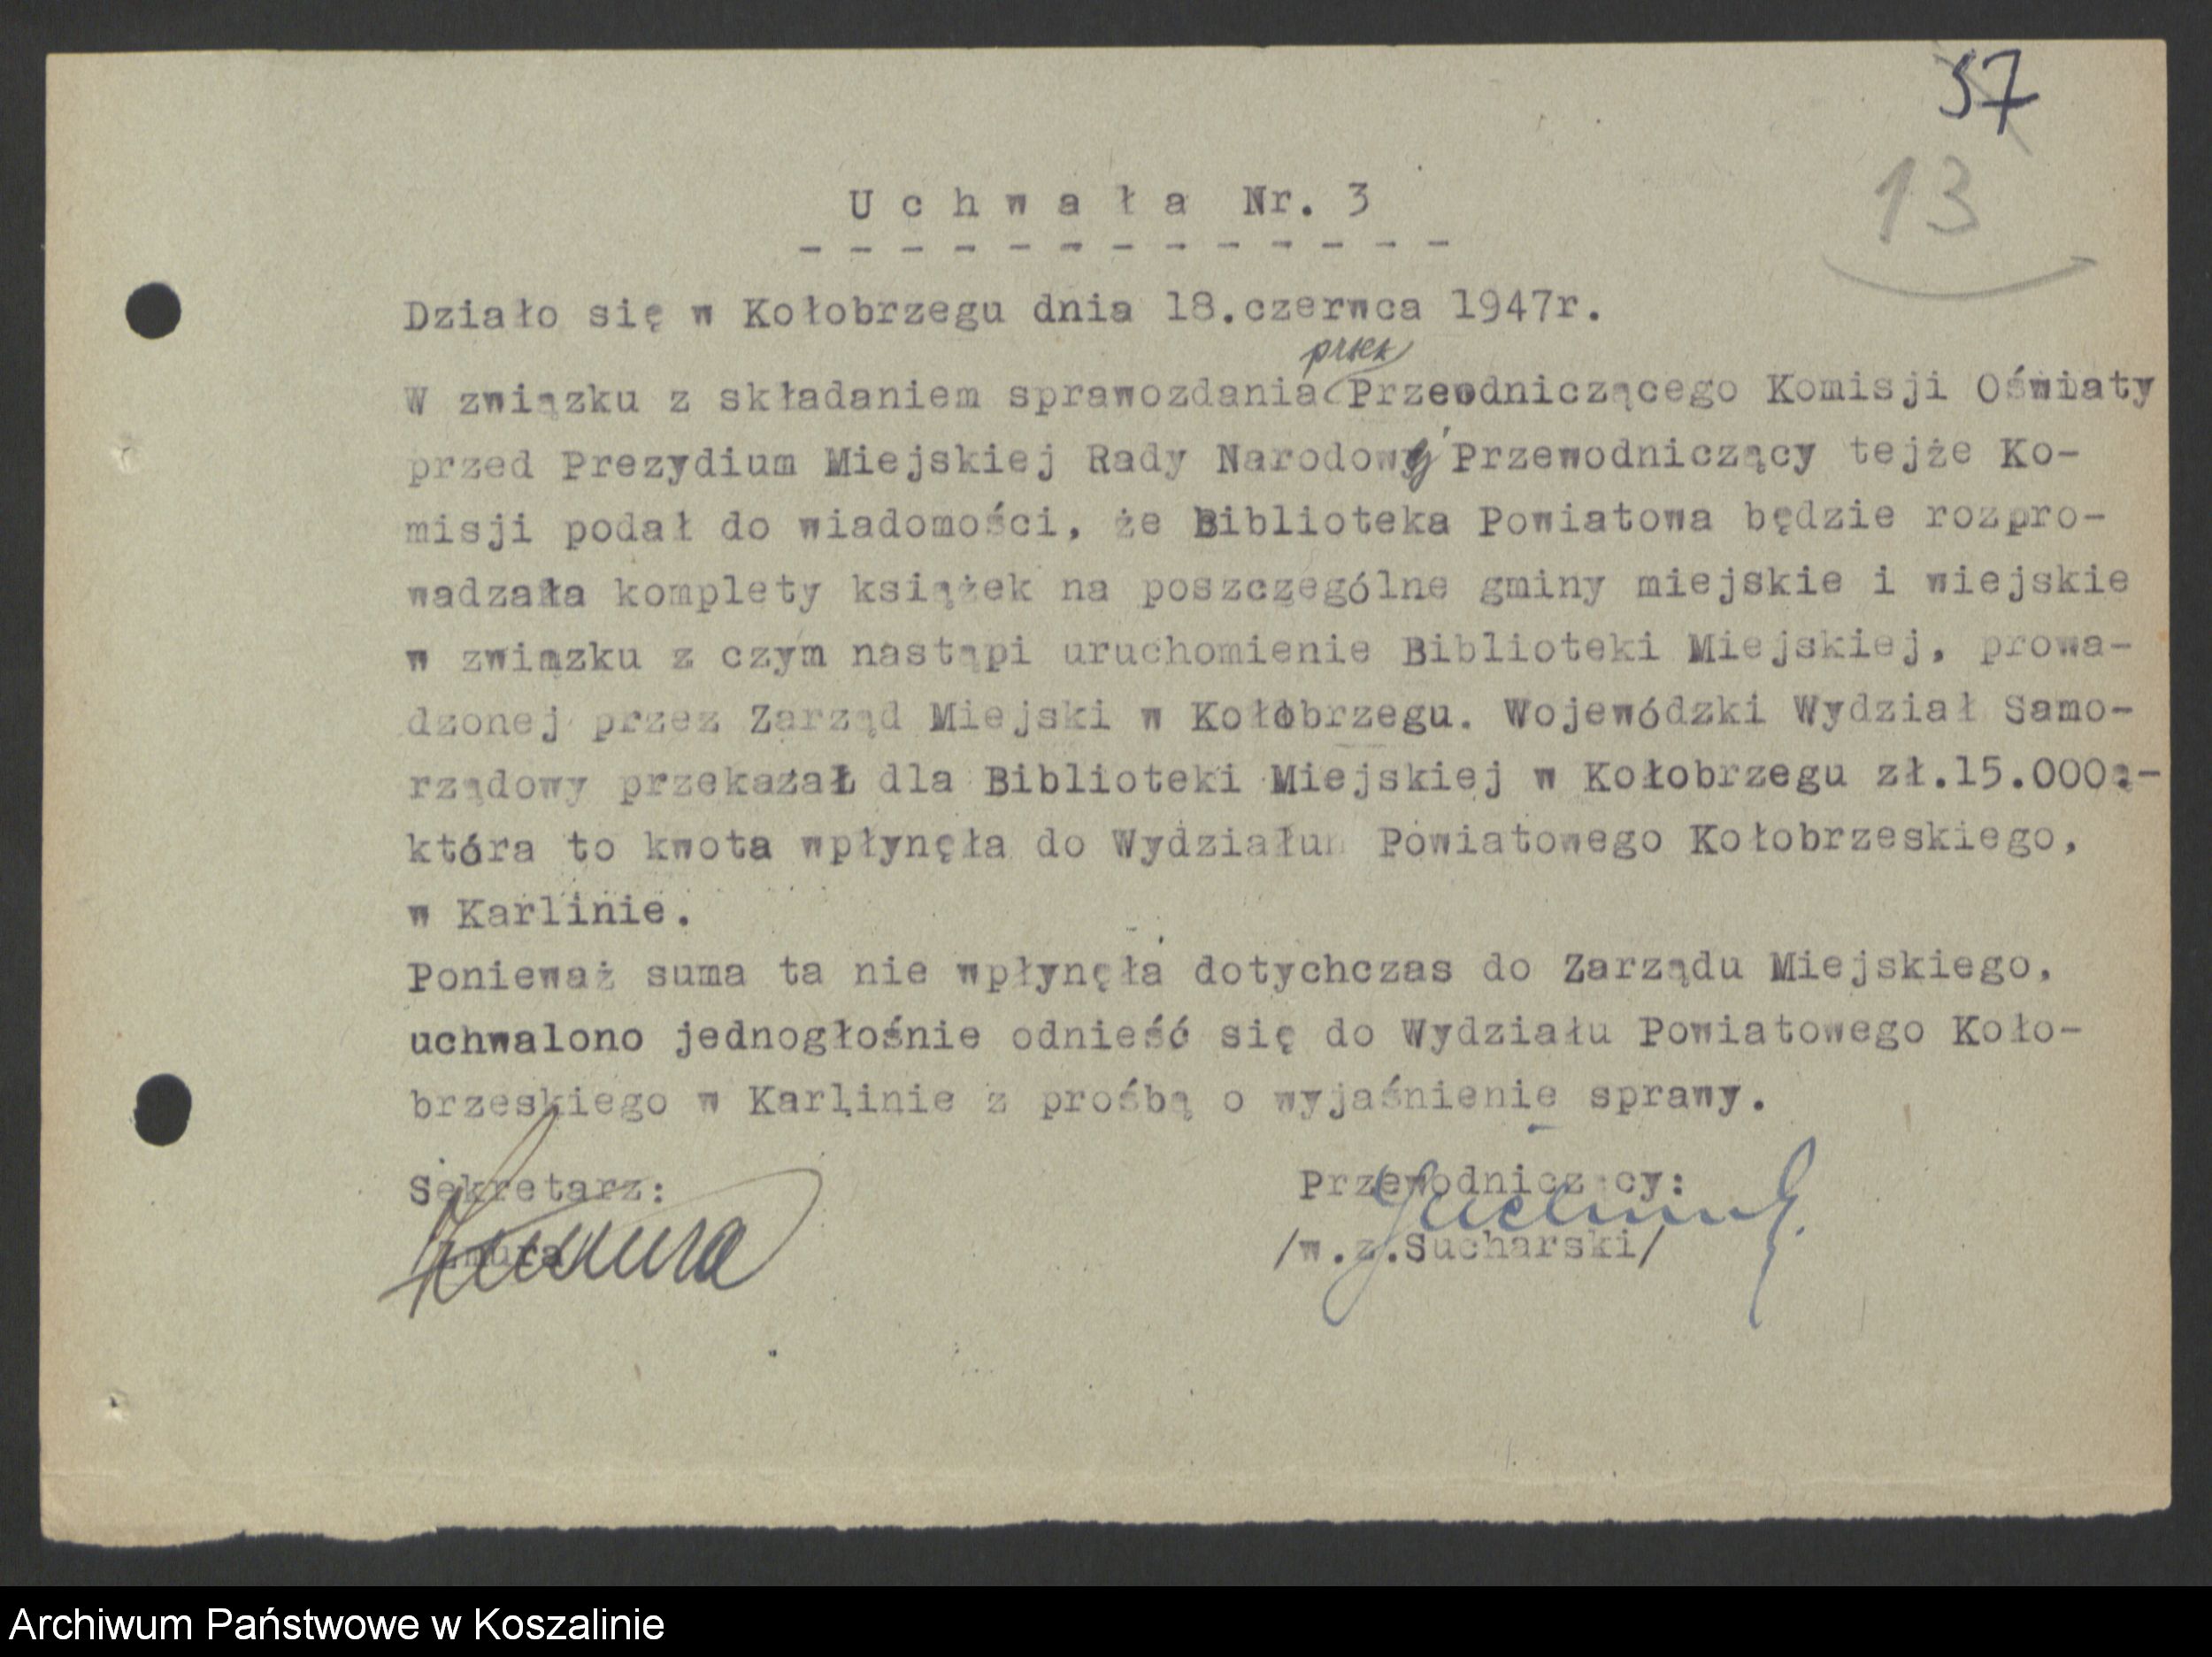 57
13
Uchwała Nr. 3
- - - - - - - - - - - - -
Działo się w Kołobrzegu dnia 18.czerwca 1947r.
przez
W związku z składaniem sprawozdania Przeodniczącego Komisji Oświaty
przed Prezydium Miejskiej Rady Narodowej Przewodniczący tejże Ko-
misji podał do wiadomości, że Biblioteka Powiatowa będzie rozpro-
wadzała komplety książek na poszczególne gminy miejskie i wiejskie
w związku z czym nastąpi uruchomienie Biblioteki Miejskiej, prowa-
dzonej przez Zarząd Miejski w Kołobrzegu. Wojewódzki Wydział Samo-
rządowy przekazał dla Biblioteki Miejskiej w Kołobrzegu zł.15.000.-
która to kwota wpłynęła do Wydziału Powiatowego Kołobrzeskiego,
w Karlinie.
Ponieważ suma ta nie wpłynęła dotychczas do Zarządu Miejskiego,
uchwalono jednogłośnie odnieść się do Wydziału Powiatowego Koło-
brzeskiego w Karlinie z prośbą o wyjaśnienie sprawy.
Sekretarz: Przewodniczący:
/w.z.Sucharski/
Archiwum Państwowe w Koszalinie